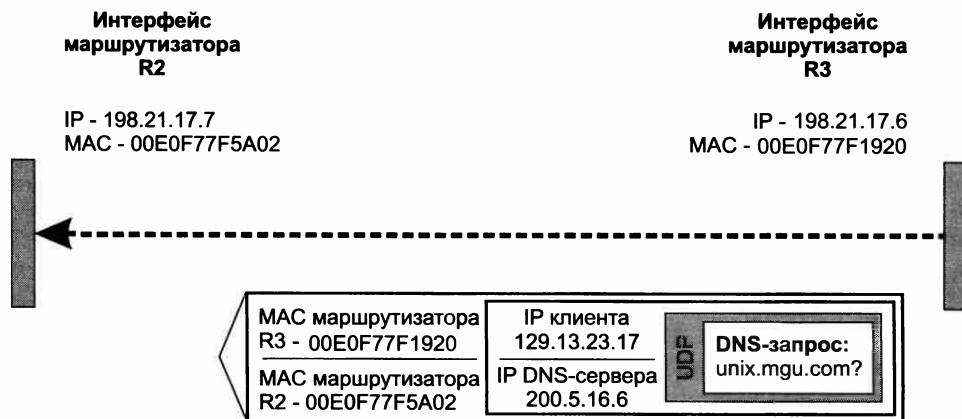 Интерфейс
маршрутизатора
R2
IP - 198.21.17.7
MAC - 00E0F77F5A02
Интерфейс
маршрутизатора
R3
IP - 198.21.17.6
MAC - 00E0F77F1920
MAC маршрутизатора
R3 - 00E0F77F1920
MAC маршрутизатора
R2 - 00E0F77F5A02
IP клиента
129.13.23.17
IP DNS-сервера
200.5.16.6
UDP
DNS-запрос:
unix.mgu.com?